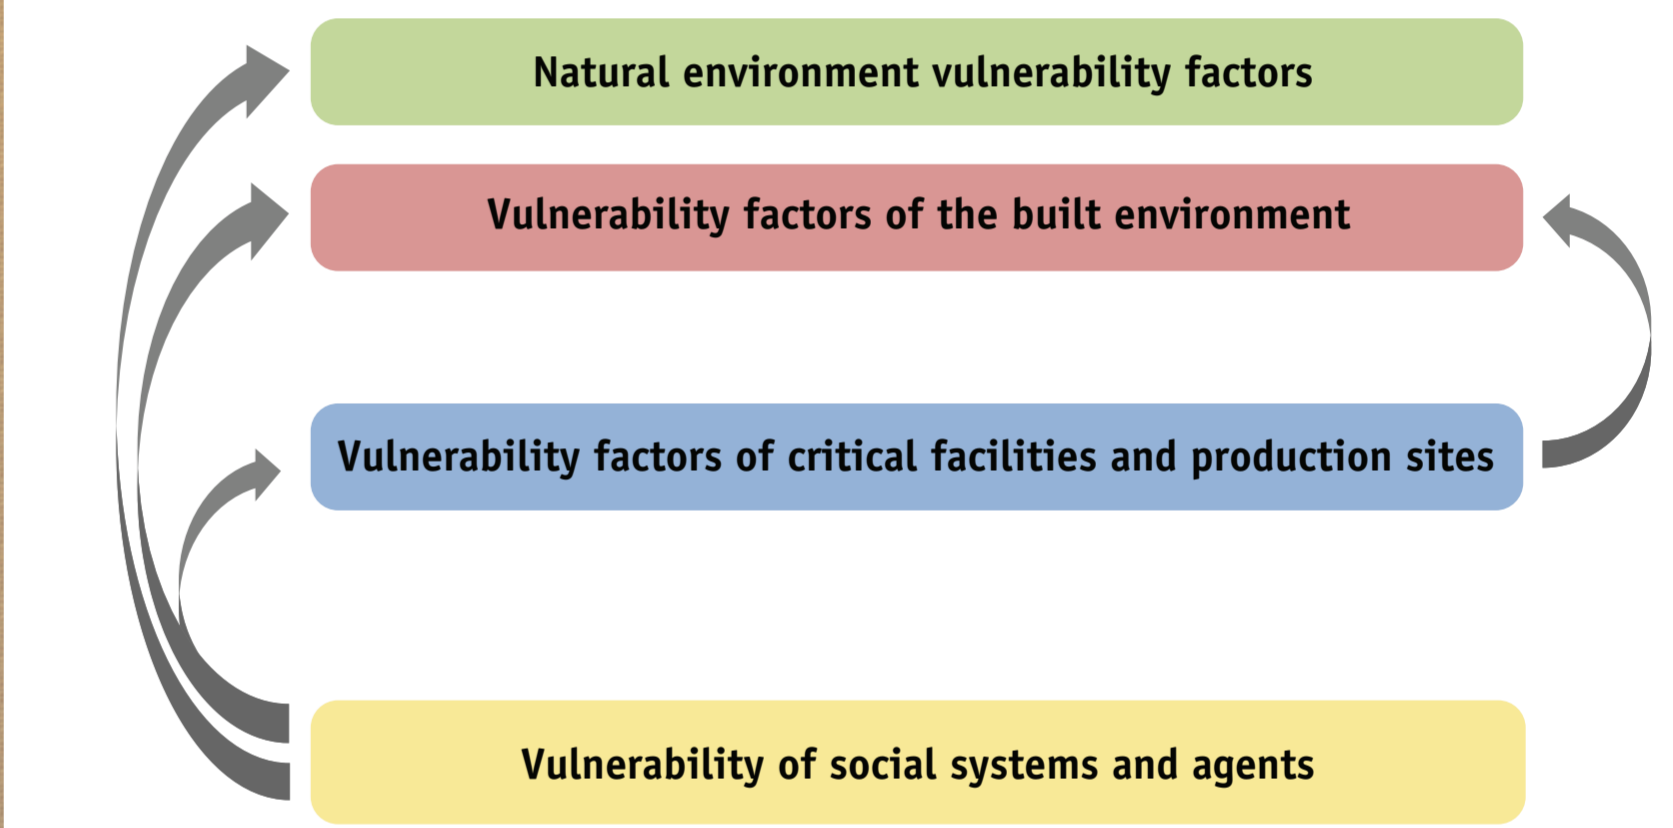 Natural environment vulnerability factors
Vulnerability factors of the built environment
Vulnerability factors of critical facilities and production sites
Vulnerability of social systems and agents